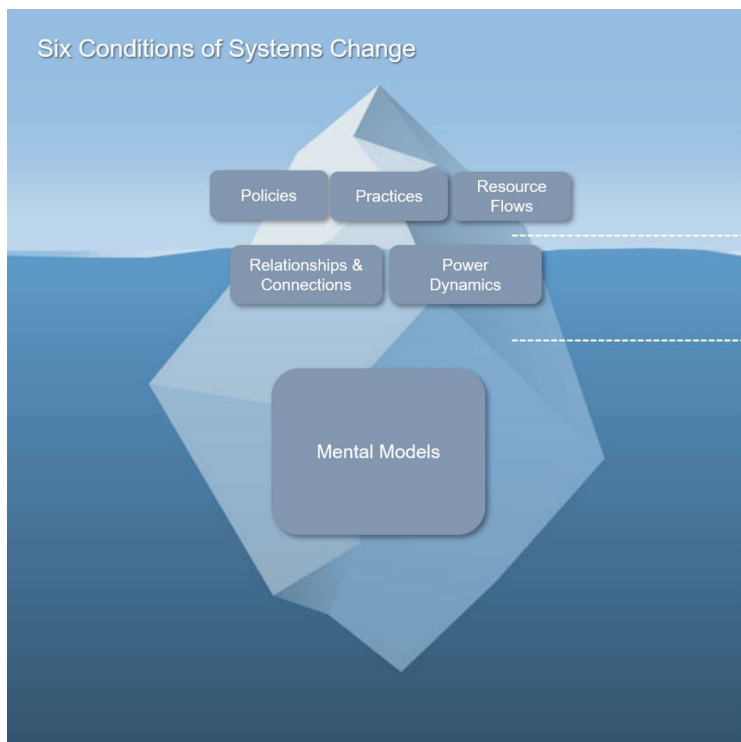 Six Conditions of Systems Change
Policies
Practices
Resource
Flows
Relationships &
Connections
Power
Dynamics
Mental Models